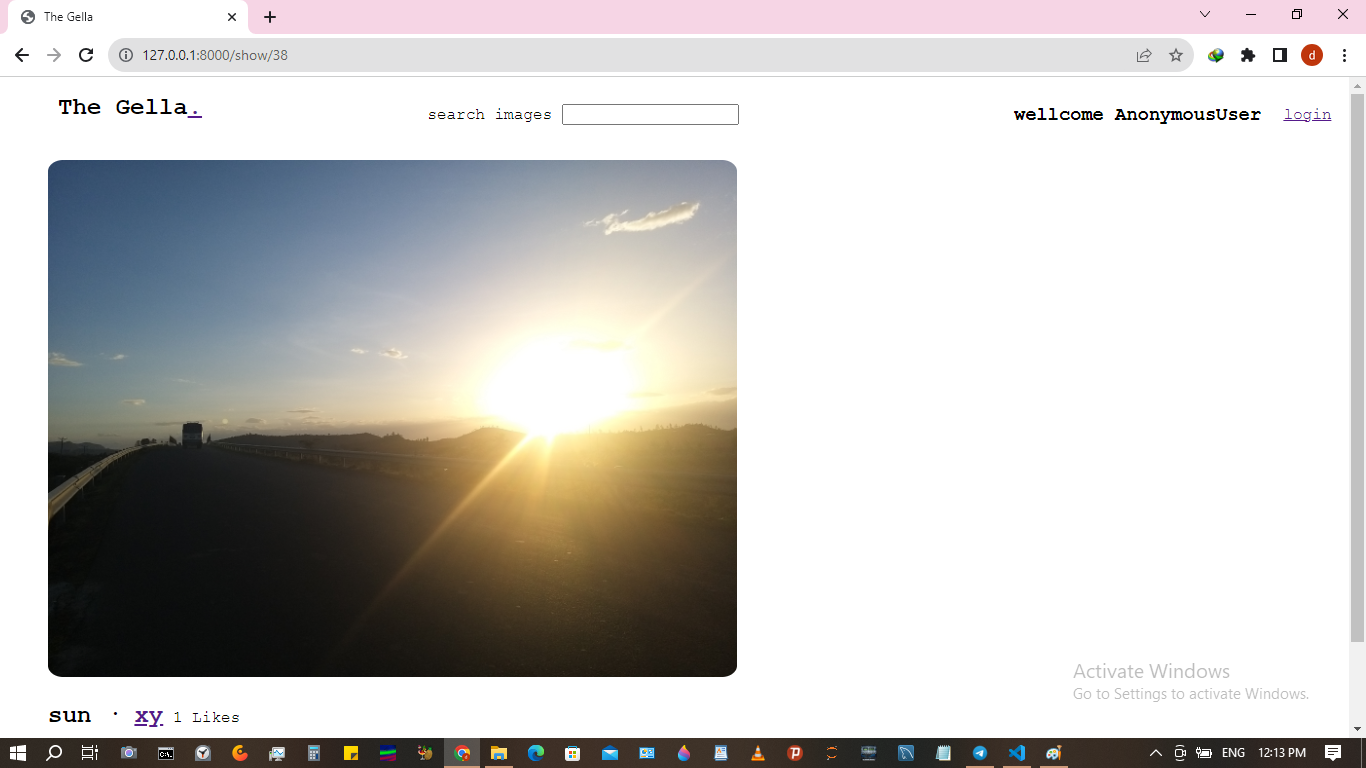 The Gella
127.0.0.1:8000/show/38
d
The Gella.
search images
wellcome AnonymousUser login
Activate Windows
Go to Settings to activate Windows.
sun · xy 1 Likes
ENG 12:13 PM